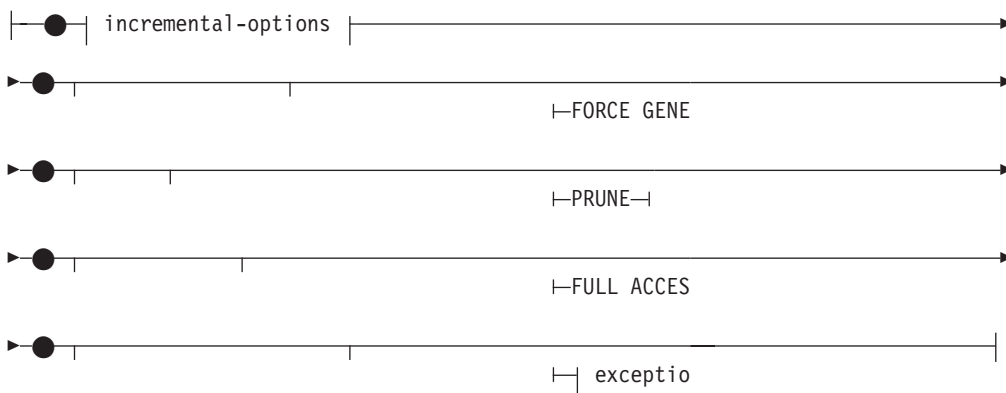 incremental-options
FORCE GENE
PRUNE
FULL ACCES
exceptio